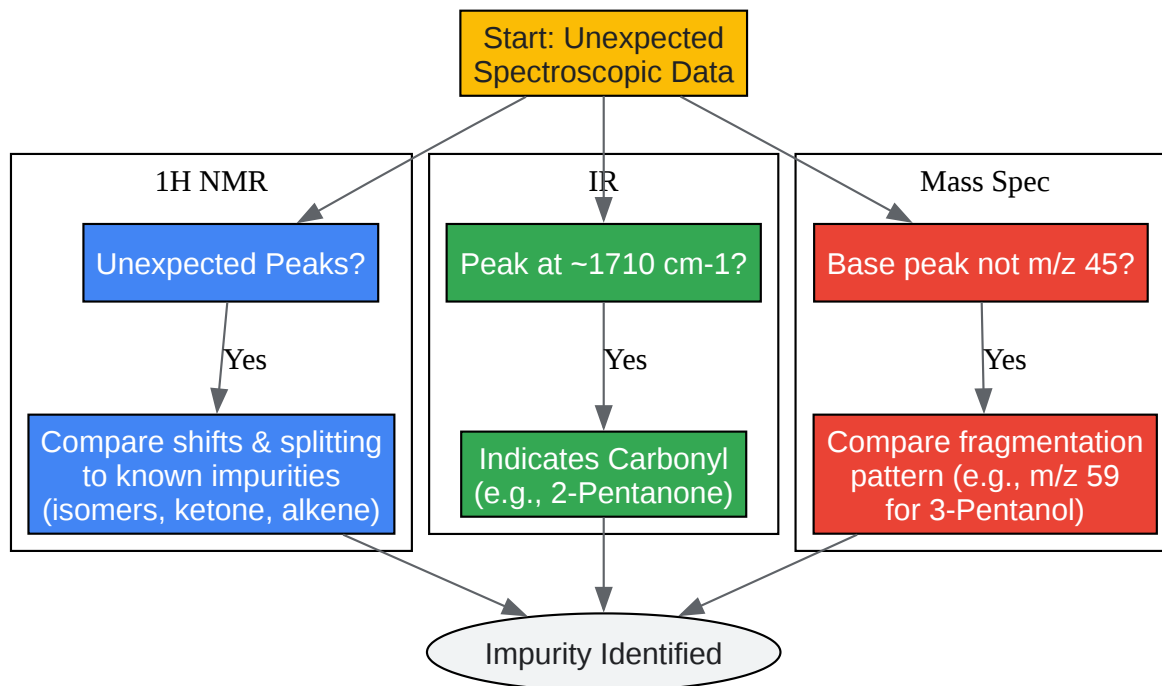 Start: Unexpected
Spectroscopic Data
1H NMR
IR
Mass Spec
Unexpected Peaks?
Peak at ~1710 cm-1?
Base peak not m/z 45?
Yes
Yes
Yes
Compare shifts & splitting
to known impurities
(isomers, ketone, alkene)
Indicates Carbonyl
(e.g., 2-Pentanone)
Compare fragmentation
pattern (e.g., m/z 59
for 3-Pentanol)
Impurity Identified